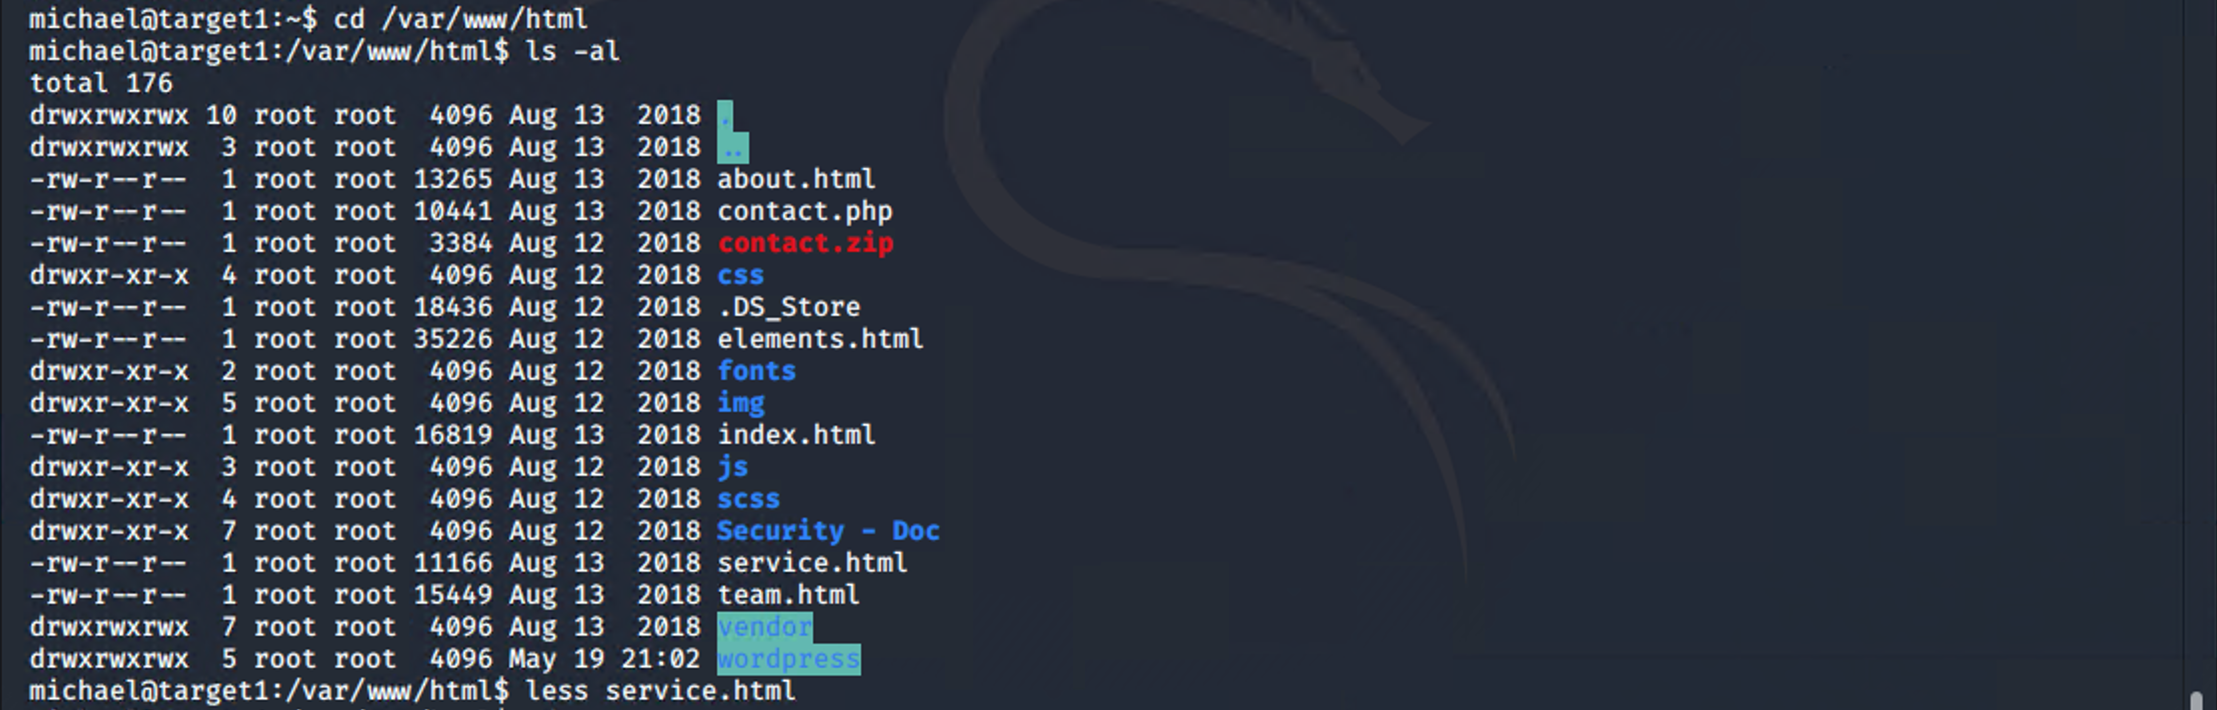 michael@target1:~$ cd /var/www/html
michael@target1:/var/www/html$ ls -al
total 176
drwxrwxrwx 10 root root  4096 Aug 13  2018 .
drwxrwxrwx  3 root root  4096 Aug 13  2018 ..
-rw-r--r--  1 root root 13265 Aug 13  2018 about.html
-rw-r--r--  1 root root 10441 Aug 13  2018 contact.php
-rw-r--r--  1 root root  3384 Aug 12  2018 contact.zip
drwxr-xr-x  4 root root  4096 Aug 12  2018 css
-rw-r--r--  1 root root 18436 Aug 12  2018 .DS_Store
-rw-r--r--  1 root root 35226 Aug 12  2018 elements.html
drwxr-xr-x  2 root root  4096 Aug 12  2018 fonts
drwxr-xr-x  5 root root  4096 Aug 12  2018 img
-rw-r--r--  1 root root 16819 Aug 13  2018 index.html
drwxr-xr-x  3 root root  4096 Aug 12  2018 js
drwxr-xr-x  4 root root  4096 Aug 12  2018 scss
drwxr-xr-x  7 root root  4096 Aug 12  2018 Security - Doc
-rw-r--r--  1 root root 11166 Aug 13  2018 service.html
-rw-r--r--  1 root root 15449 Aug 13  2018 team.html
drwxrwxrwx  7 root root  4096 Aug 13  2018 vendor
drwxrwxrwx  5 root root  4096 May 19 21:02 wordpress
michael@target1:/var/www/html$ less service.html